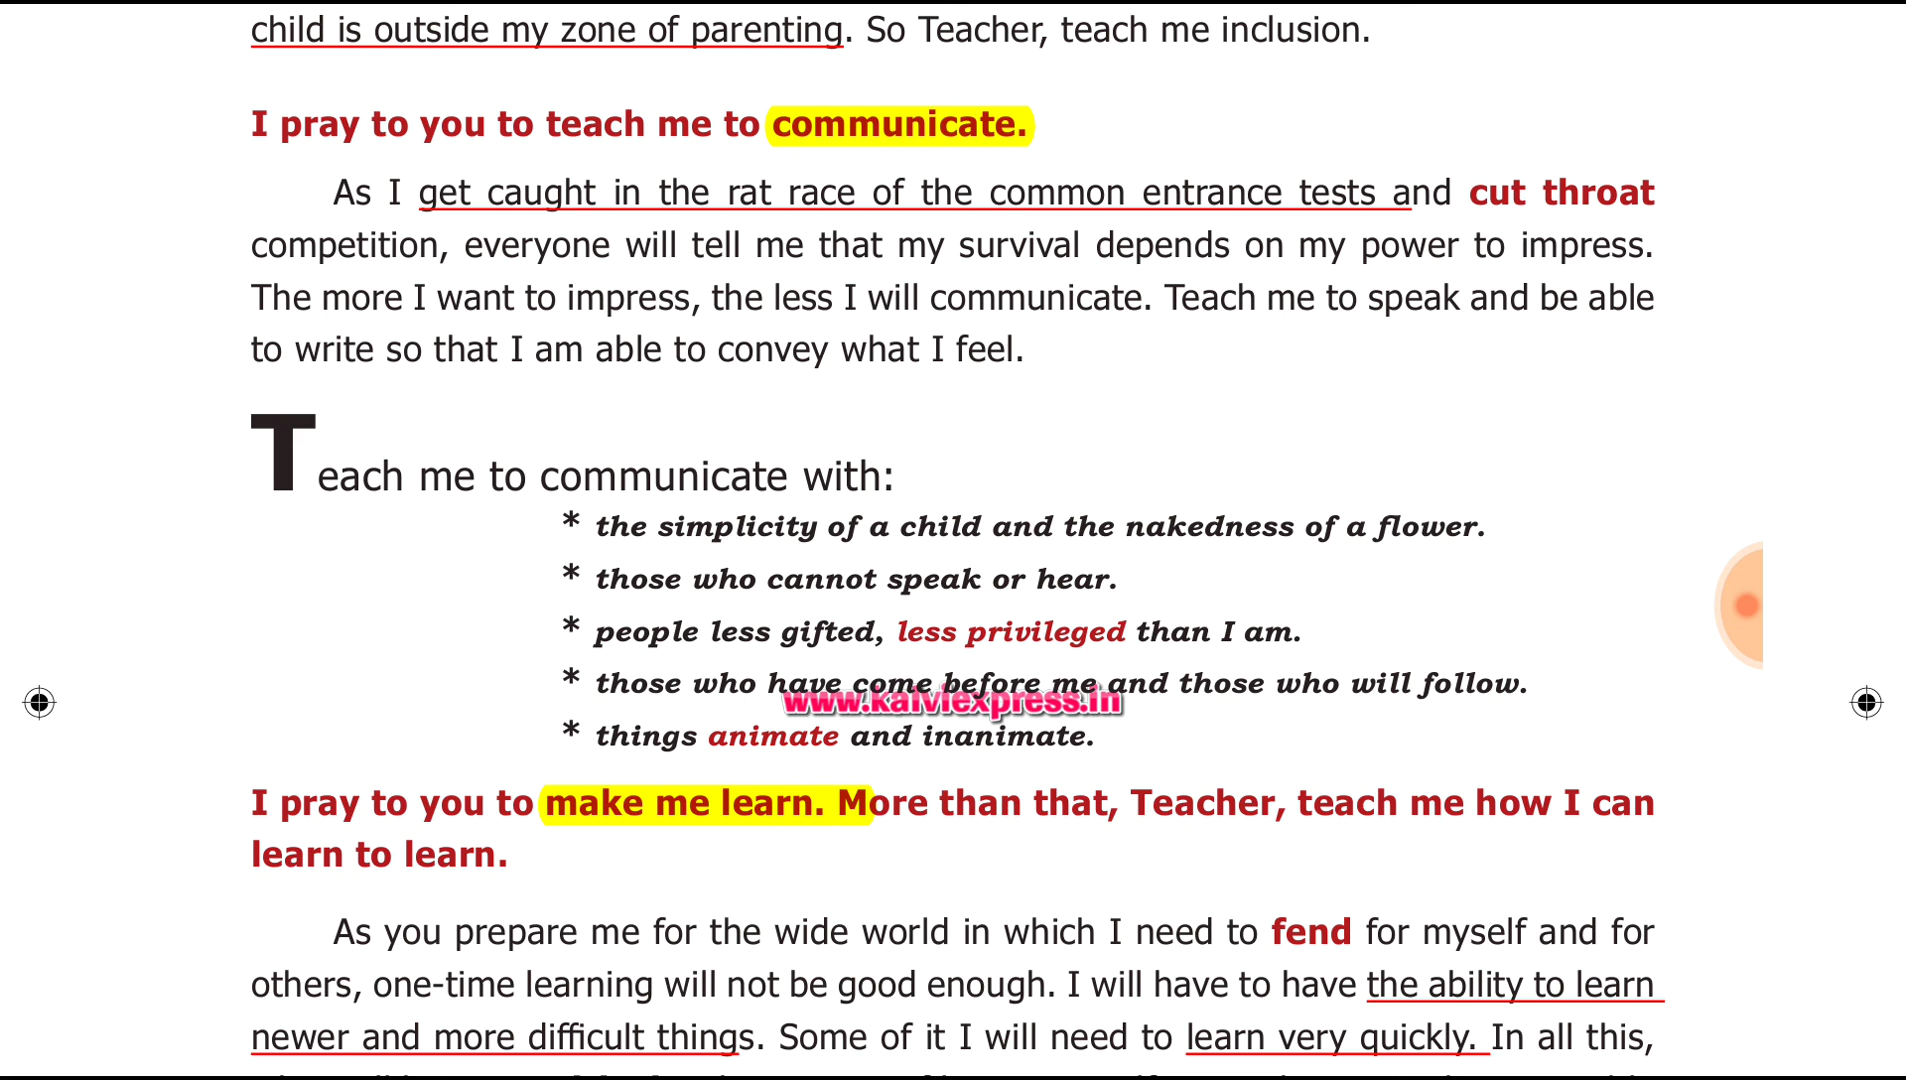 child is outside my zone of parenting. So Teacher, teach me inclusion.
I pray to you to teach me to communicate.
As I get caught in the rat race of the common entrance tests and cut throat
competition, everyone will tell me that my survival depends on my power to impress.
The more I want to impress, the less I will communicate. Teach me to speak and be able
to write so that I am able to convey what I feel.
Teach me to communicate with:
* the simplicity of a child and the nakedness of a flower.
* those who cannot speak or hear.
* people less gifted, less privileged than I am.
* those who have come before me and those who will follow.
www.kalviexpress.in
* things animate and inanimate.
I pray to you to make me learn. More than that, Teacher, teach me how I can
learn to learn.
As you prepare me for the wide world in which I need to fend for myself and for
others, one-time learning will not be good enough. I will have to have the ability to learn
newer and more difficult things. Some of it I will need to learn very quickly. In all this,